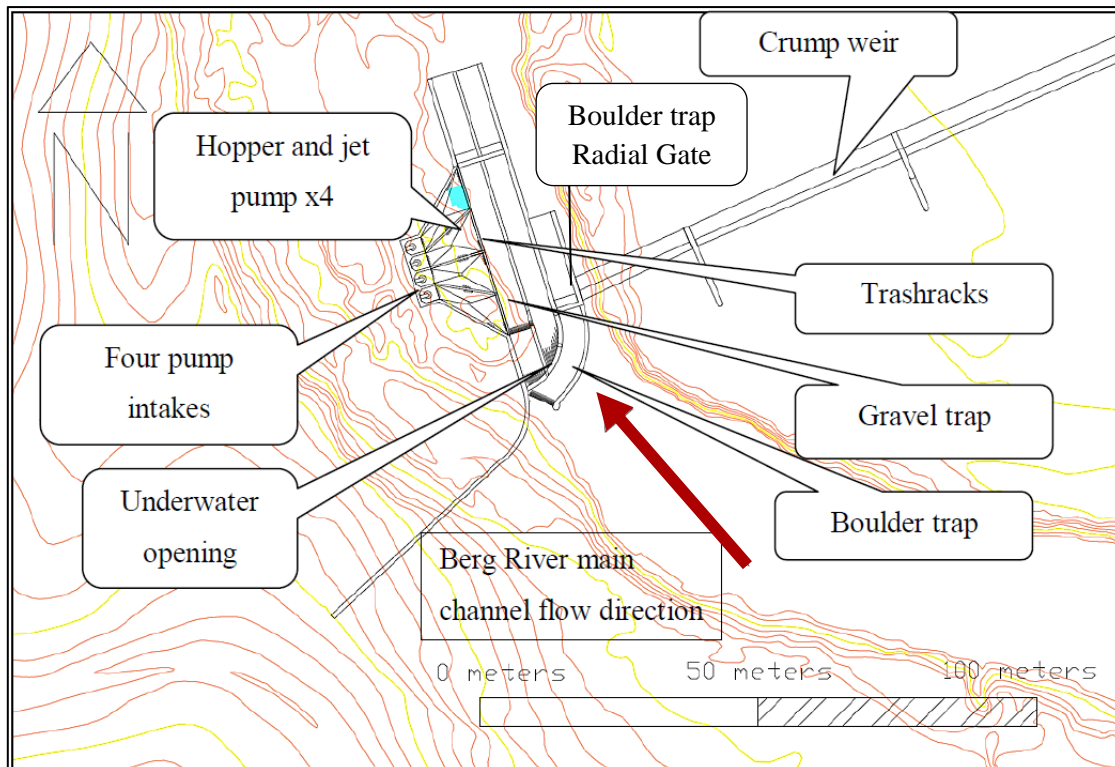 Crump weir
Boulder trap
Radial Gate
Hopper and jet
pump x4
Trashracks
Four pump
intakes
Gravel trap
Underwater
opening
Boulder trap
Berg River main
channel flow direction
0 meters
50 meters
100 meters